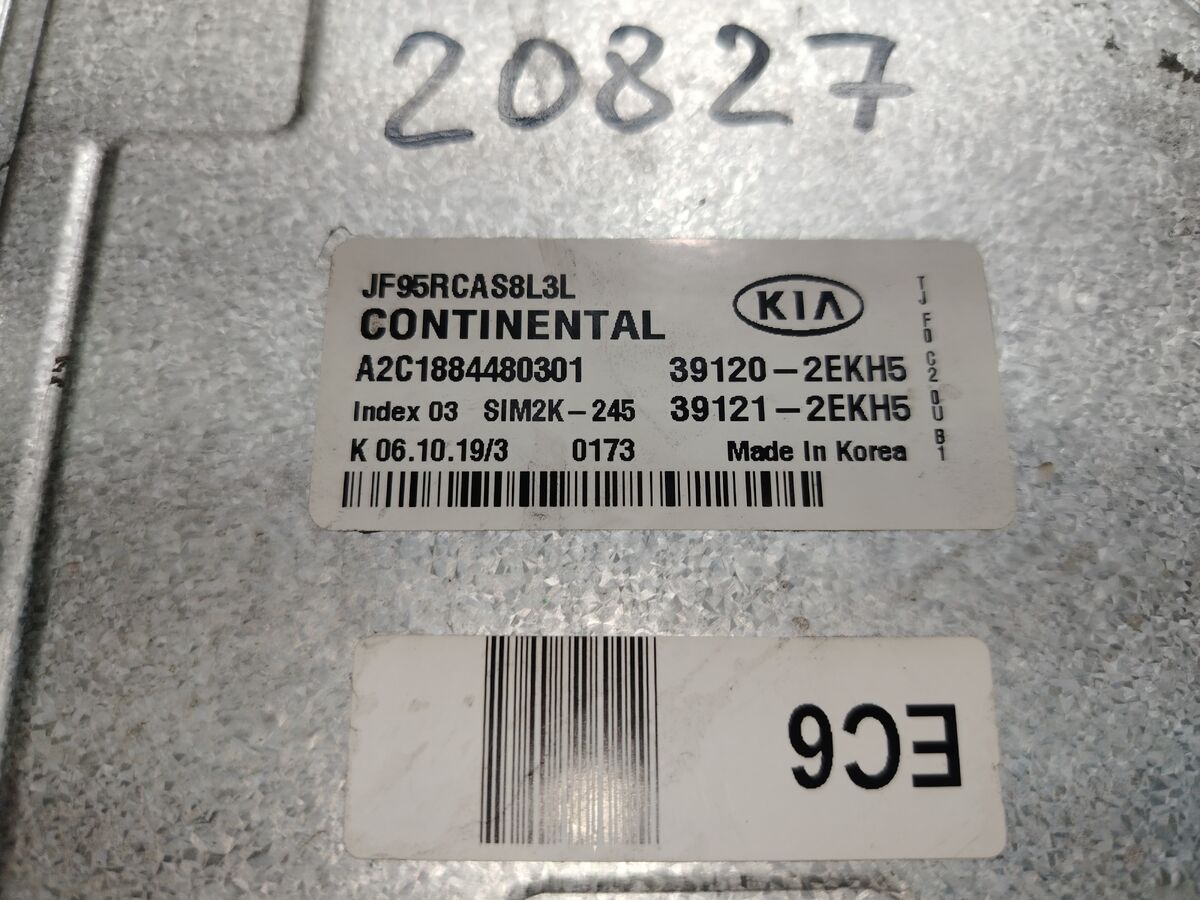 20827
JF95RCAS8L3L
KIA
CONTINENTAL
A2C1884480301 39120-2EKH5
Index 03 SIM2K-245 39121-2EKH5
K 06.10.19/3 0173 Made In Korea
TJ F0 C2 0U B1
EC6